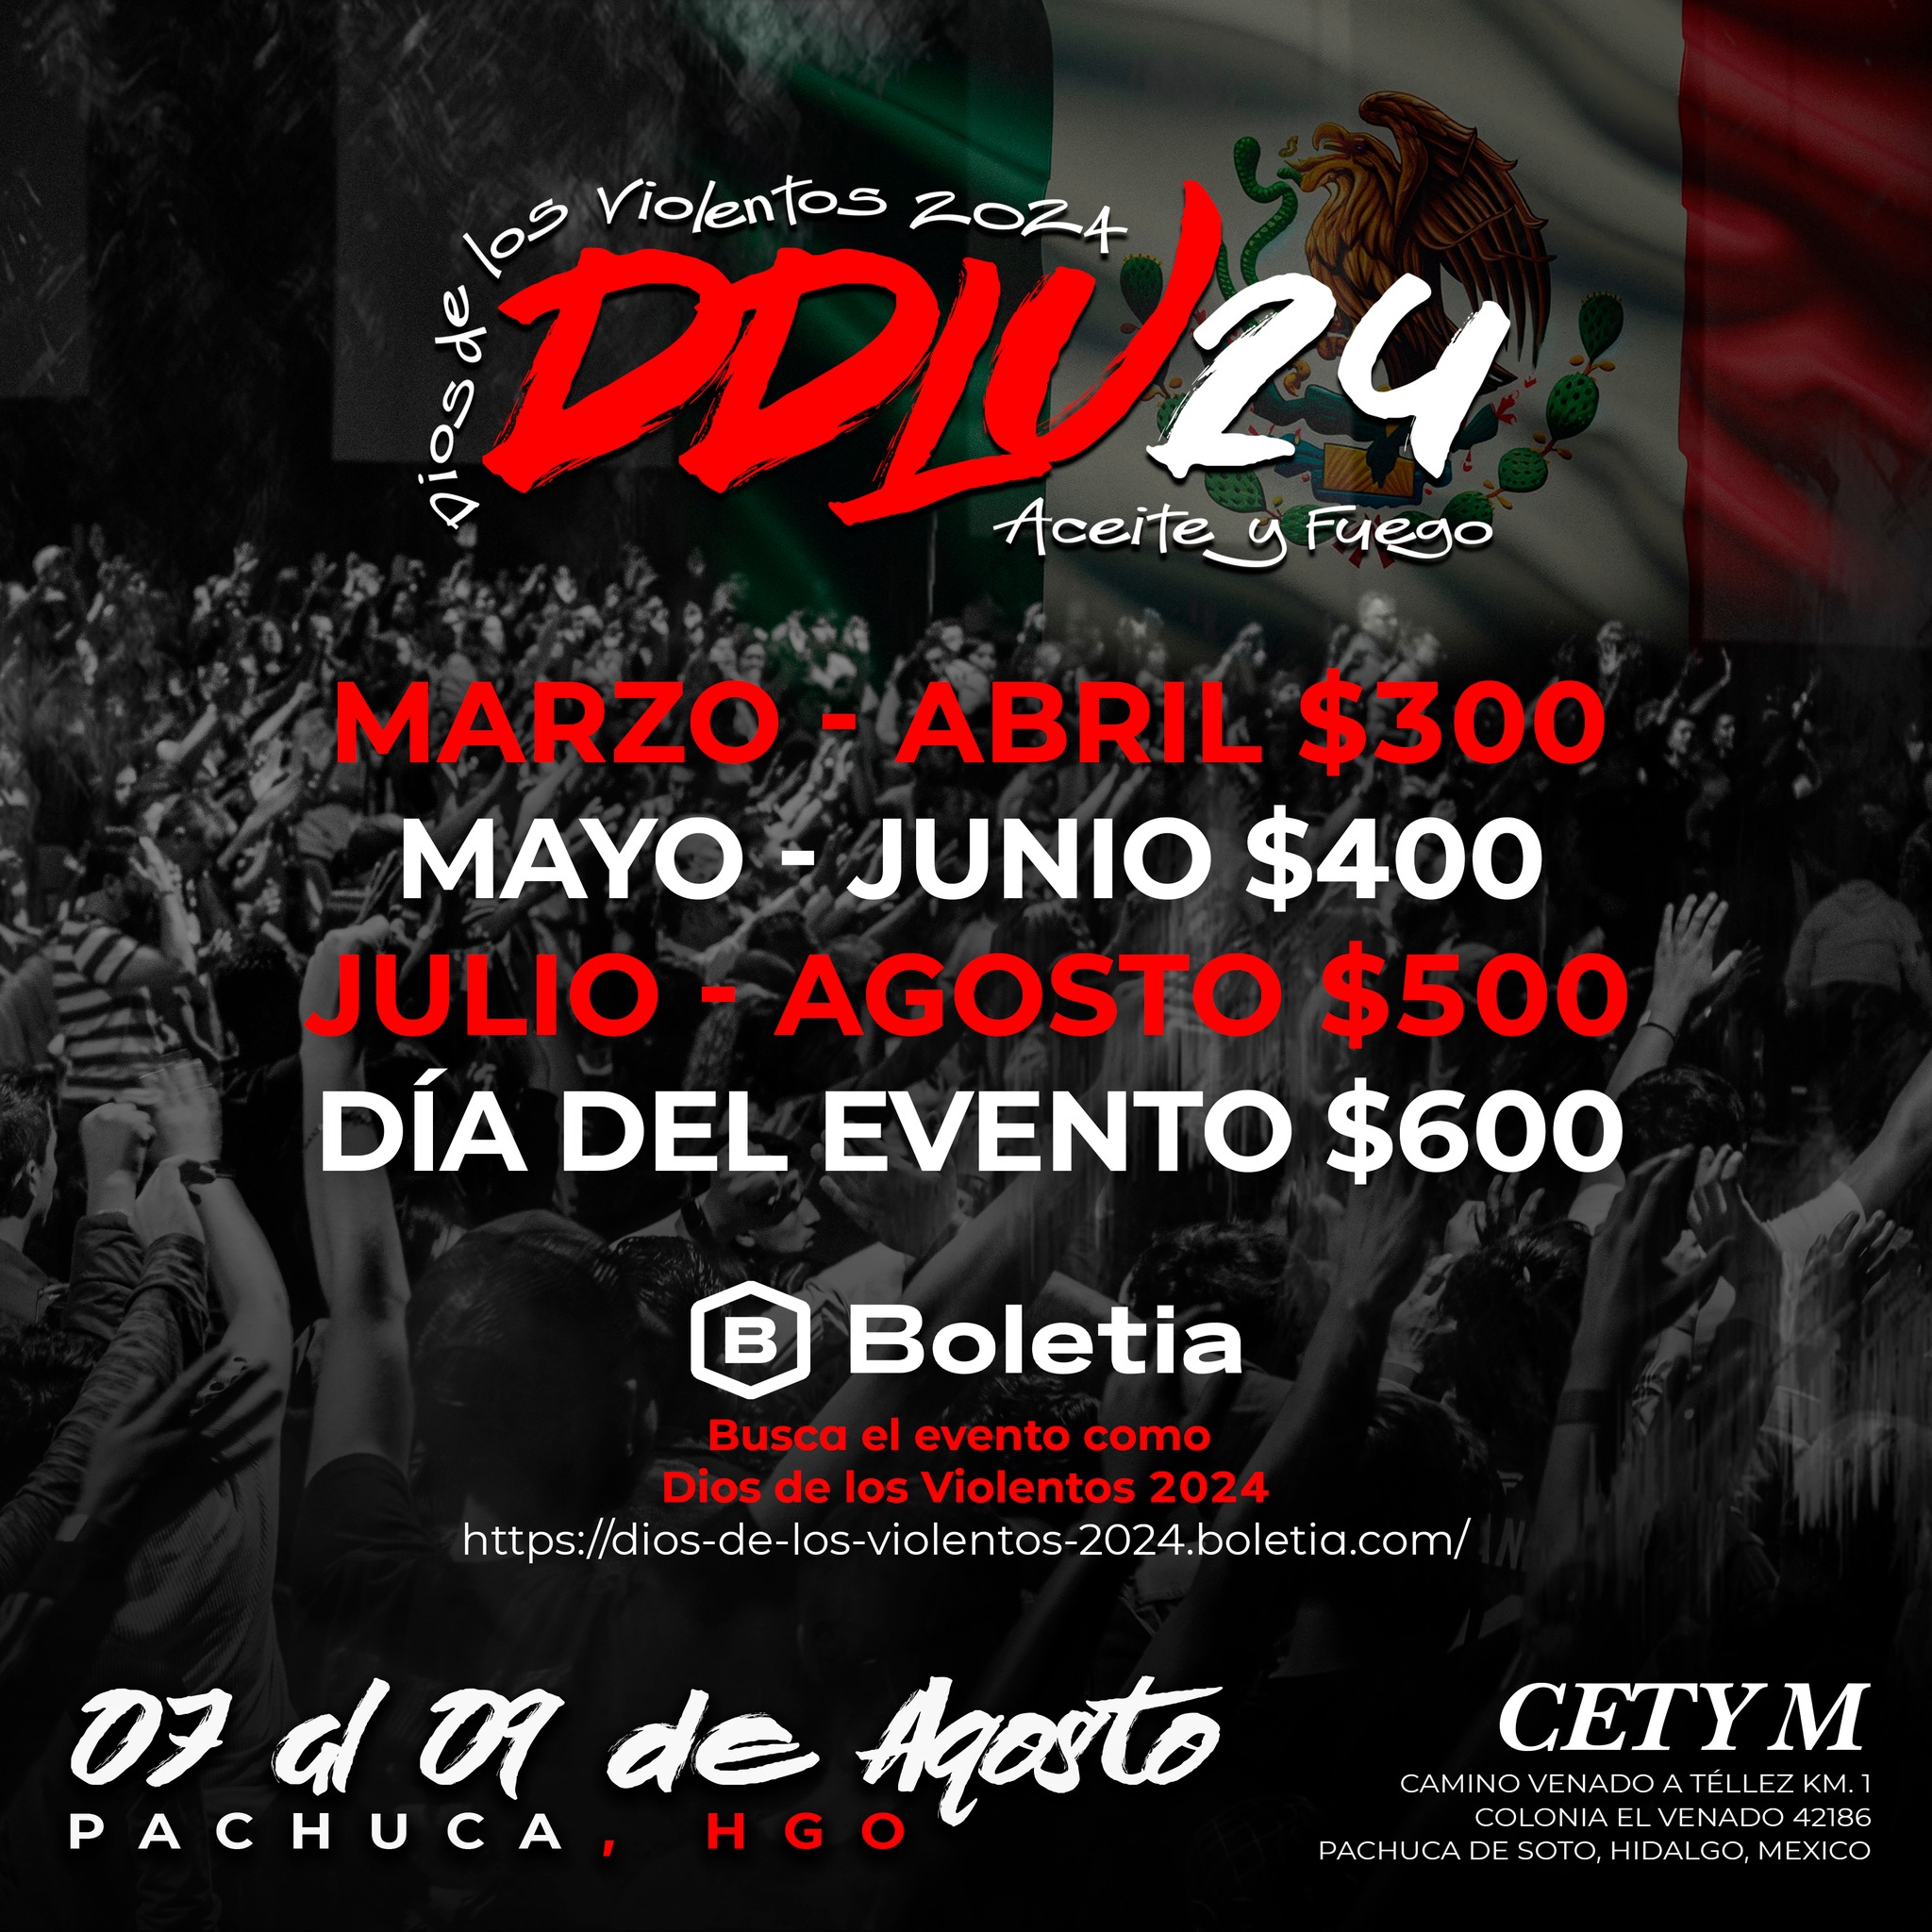 Dios de los Violentos 2024
DDLV24
Aceite y Fuego
MARZO - ABRIL $300
MAYO - JUNIO $400
JULIO - AGOSTO $500
DÍA DEL EVENTO $600
B Boletia
Busca el evento como
Dios de los Violentos 2024
https://dios-de-los-violentos-2024.boletia.com/
07 al 09 de Agosto
PACHUCA, HGO
CETY M
CAMINO VENADO A TÉLLEZ KM. 1
COLONIA EL VENADO 42186
PACHUCA DE SOTO, HIDALGO, MEXICO